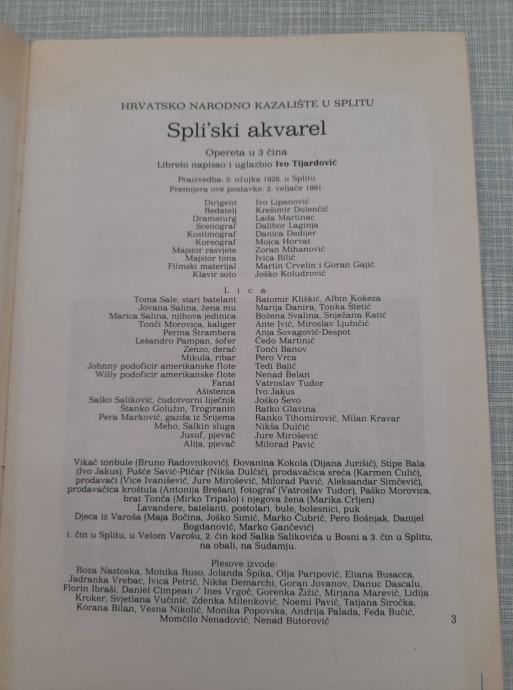 HRVATSKO NARODNO KAZALIŠTE U SPLITU
Spli'ski akvarel
Opereta u 3 čina
Libreto napisao i uglazbio Ivo Tijardović
Praizvedba: 5. ožujka 1928. u Splitu
Premijera ove postavke: 2. veljače 1991.
Dirigent Ivo Lipanović
Redatelj Krešimir Dolenčić
Dramaturg Lada Martinac
Scenograf Dalibor Laginja
Kostimograf Danica Dedijer
Koreograf Mojca Horvat
Majstor rasvjete Zoran Mihanović
Majstor tona Ivica Bilić
Filmski materijal Martin Crvelin i Goran Gajić
Klavir solo Joško Koludrović
Lica:
Toma Sale, stari batelant Ratomir Kliškić, Albin Kokeza
Jovana Salina, žena mu Marija Danira, Tonka Štetić
Marica Salina, njihova jedinica Božena Svalina, Snježana Katić
Tonči Morovica, kaliger Ante Ivić, Miroslav Ljubičić
Perina Štrambera Anja Šovagović-Despot
Lešandro Pampan, šofer Čedo Martinić
Zenzo, derač Tonči Banov
Mikula, ribar Pero Vrca
Johnny podoficir amerikanske flote Tedi Bajić
Willy podoficir amerikanske flote Nenad Belan
Fanat Vatroslav Tudor
Ašistenca Ivo Jakus
Salko Saliković, čudotvorni liječnik Joško Ševo
Stanko Golužin, Trogiranin Ratko Glavina
Pera Marković, gazda iz Srijema Ranko Tihomirović, Milan Kravar
Meho, Salkin sluga Nikša Dulčić
Jusuf, pjevač Jure Mirošević
Alija, pjevač Milorad Pavić
Vikač tonbule (Bruno Radovniković), Đovanina Kokola (Dijana Jurišić), Stipe Bala
(Ivo Jakus), Pušće Savić-Ptičar (Nikša Dulčić), prodavačica sreća (Karmen Čulić),
prodavači (Vice Ivanišević, Jure Mirošević, Milorad Pavić, Aleksandar Simčević),
prodavačica kroštula (Antonija Brešan), fotograf (Vatroslav Tudor), Paško Morovica,
brat Tonča (Mirko Tripalo) i njegova žena (Marika Crljen)
Lavandere, batelanti, postolari, bule, bolesnici, puk
Djeca iz Varoša (Maja Bočina, Joško Simić, Marko Čubrić, Pero Bošnjak, Danijel
Bogdanović, Marko Gančević)
1. čin u Splitu, u Velom Varošu, 2. čin kod Salka Salikovića u Bosni a 3. čin u Splitu,
na obali, na Sudamju.
Plesove izvode:
Roza Nastoska, Monika Ruso, Jolanda Špika, Olja Paripović, Eliana Busacca,
Jadranka Vrebac, Ivica Petrić, Nikša Demarchi, Goran Jovanov, Danuc Dascalu,
Florin Ibraši, Daniel Cimpean / Ines Vrgoč, Gorenka Žižić, Mirjana Marević, Lidija
Kroker, Svjetlana Vučinić, Zdenka Milenković, Noemi Pavić, Tatjana Široćka,
Korana Bilan, Vesna Nikolić, Monika Popovska, Andrija Palada, Feđa Bučić,
Momčilo Nenadović, Nenad Butorović
3